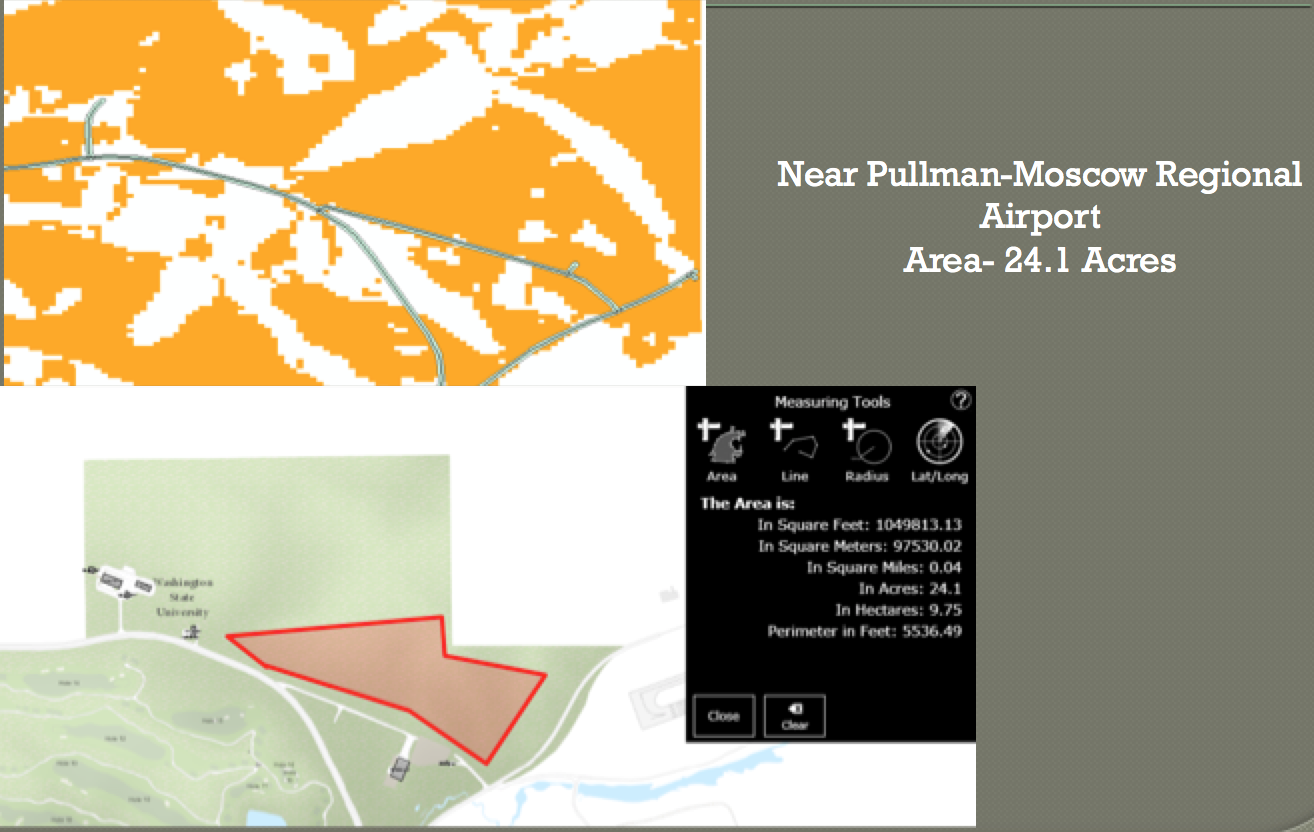 Near Pullman-Moscow Regional
Airport
Area- 24.1 Acres
Measuring Tools
?
Area
Line
Radius
Lat/Long
The Area is:
In Square Feet: 1049813.13
In Square Meters: 97530.02
In Square Miles: 0.04
In Acres: 24.1
In Hectares: 9.75
Perimeter in Feet: 5536.49
Close
Clear
Washington
State
University